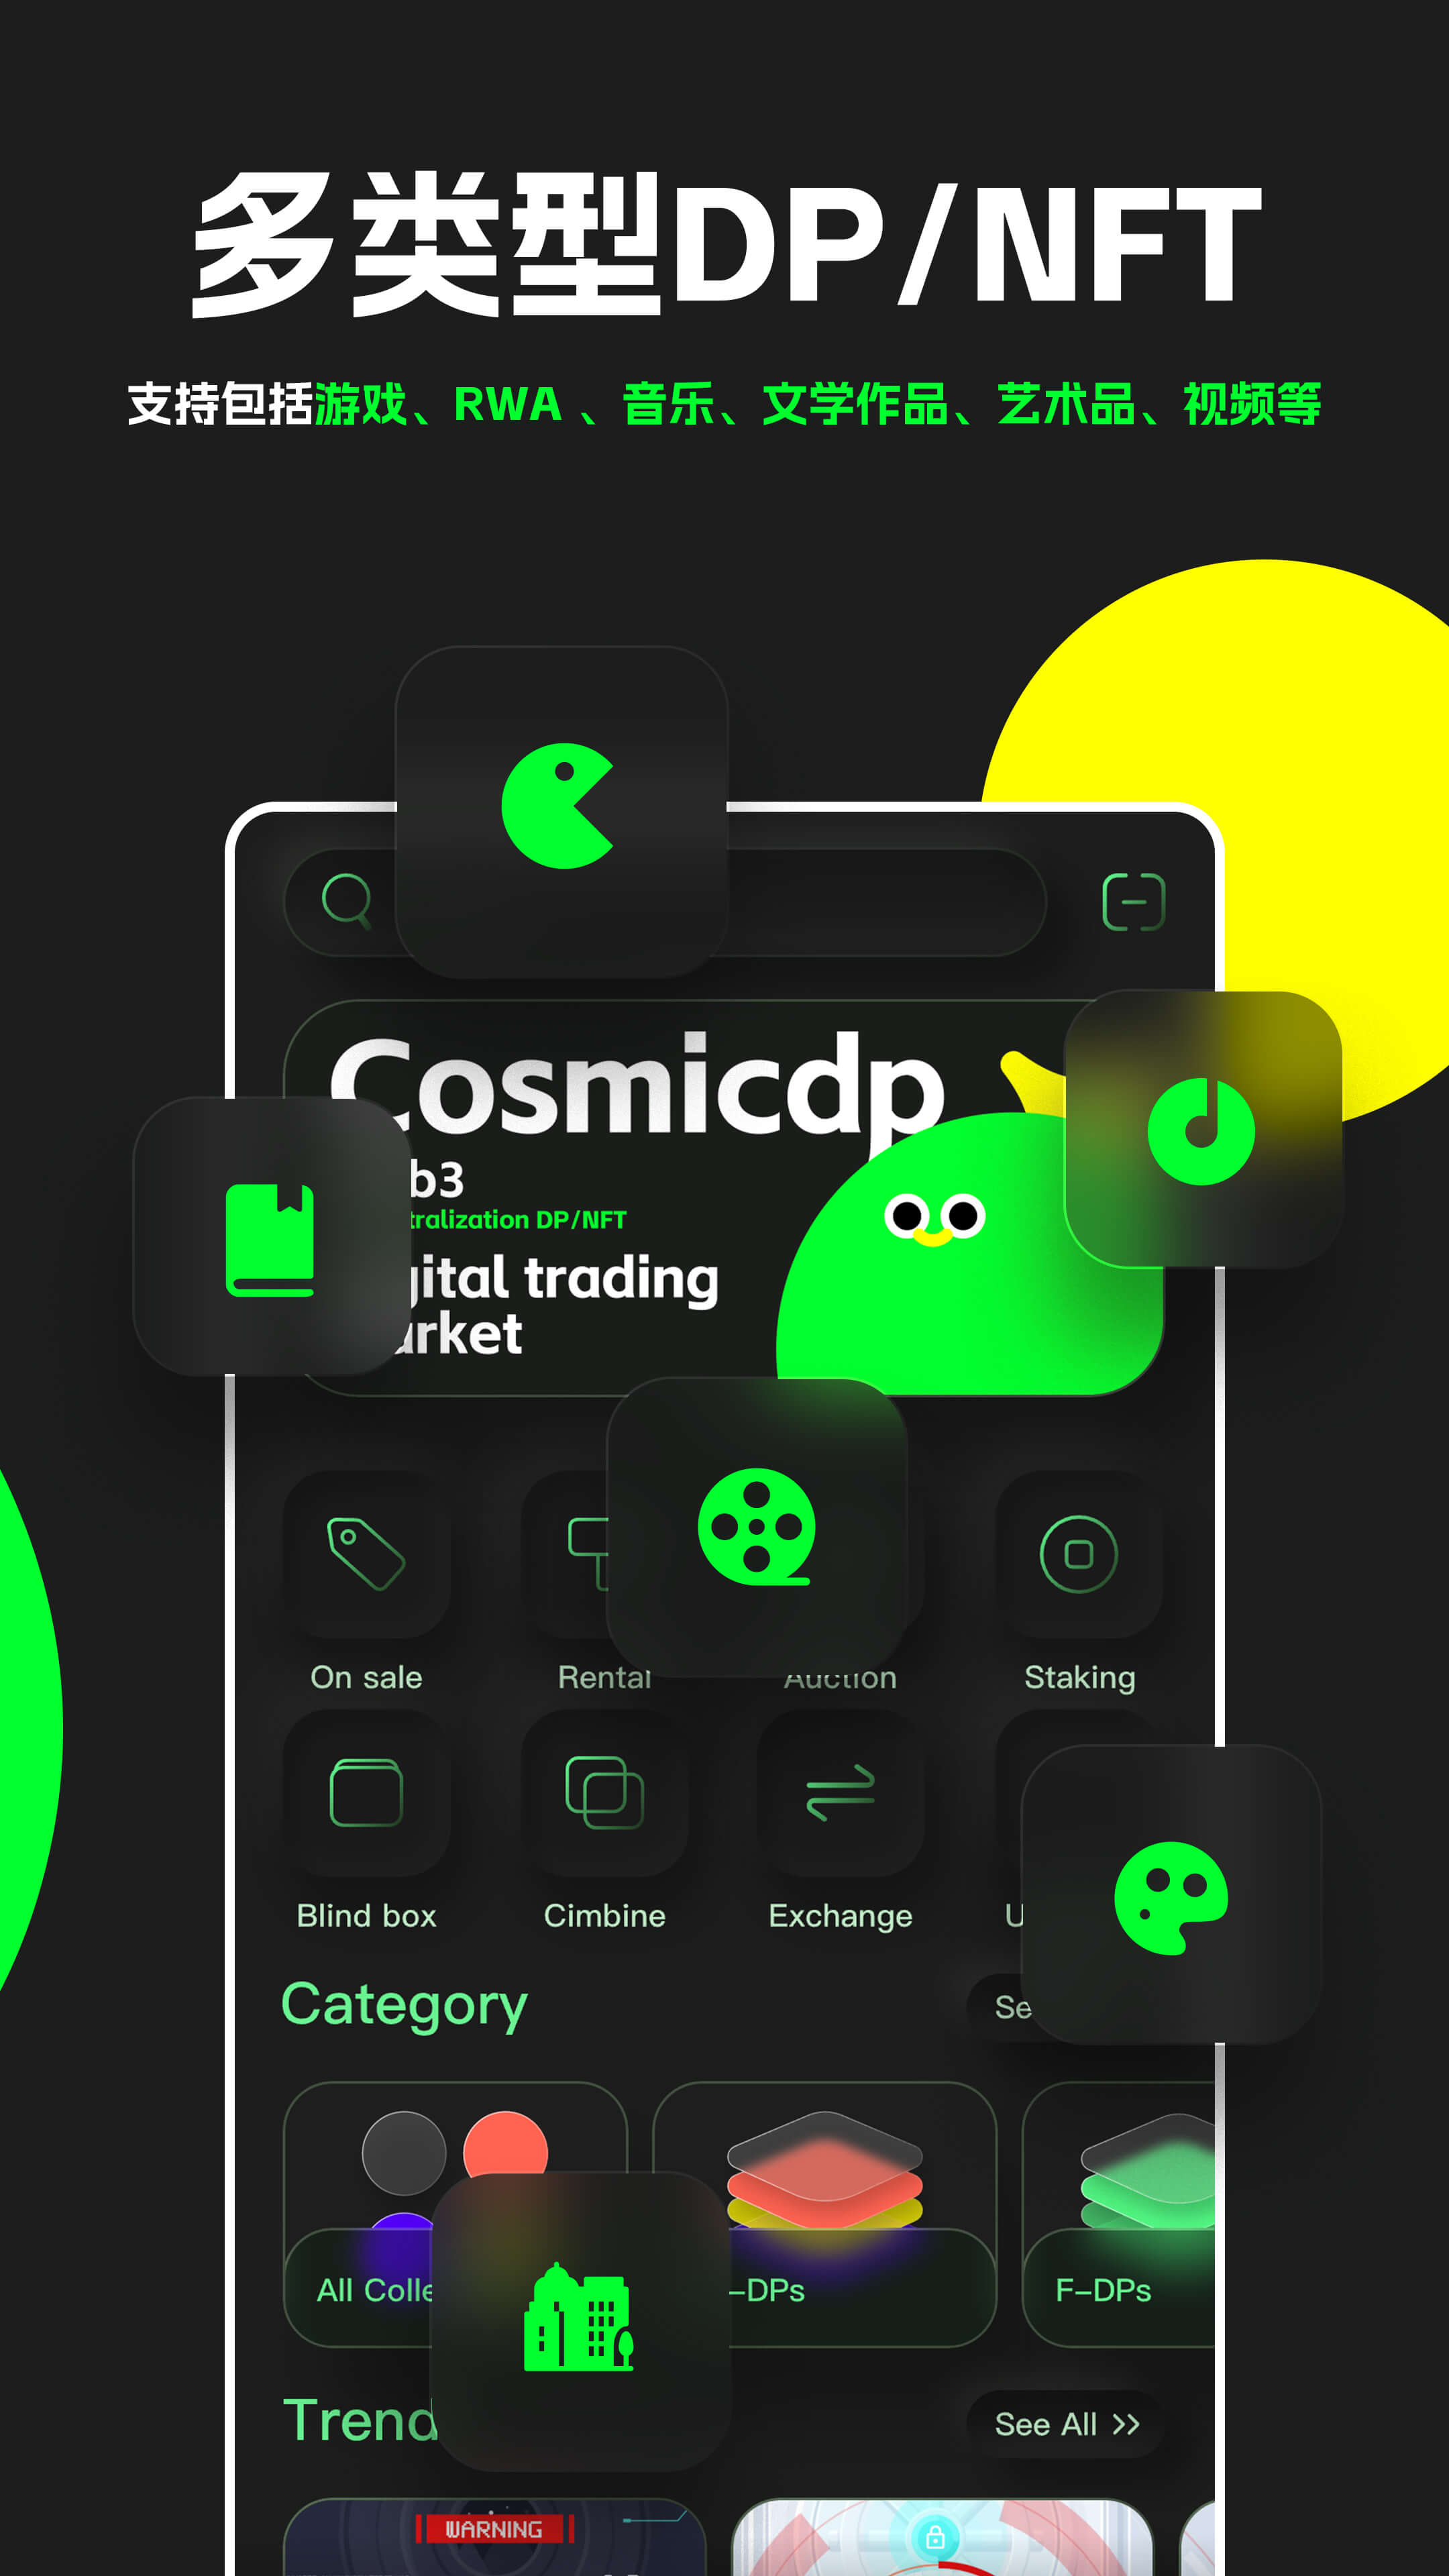 多类型DP/NFT
支持包括游戏、RWA 、音乐、文学作品、艺术品、视频等
Cosmicdp
b3
tralization DP/NFT
gital trading
arket
On sale
Rental
Auction
Staking
Blind box
Cimbine
Exchange
U
Category
Se
All Colle
-DPs
F-DPs
Trend
See All >>
WARNING